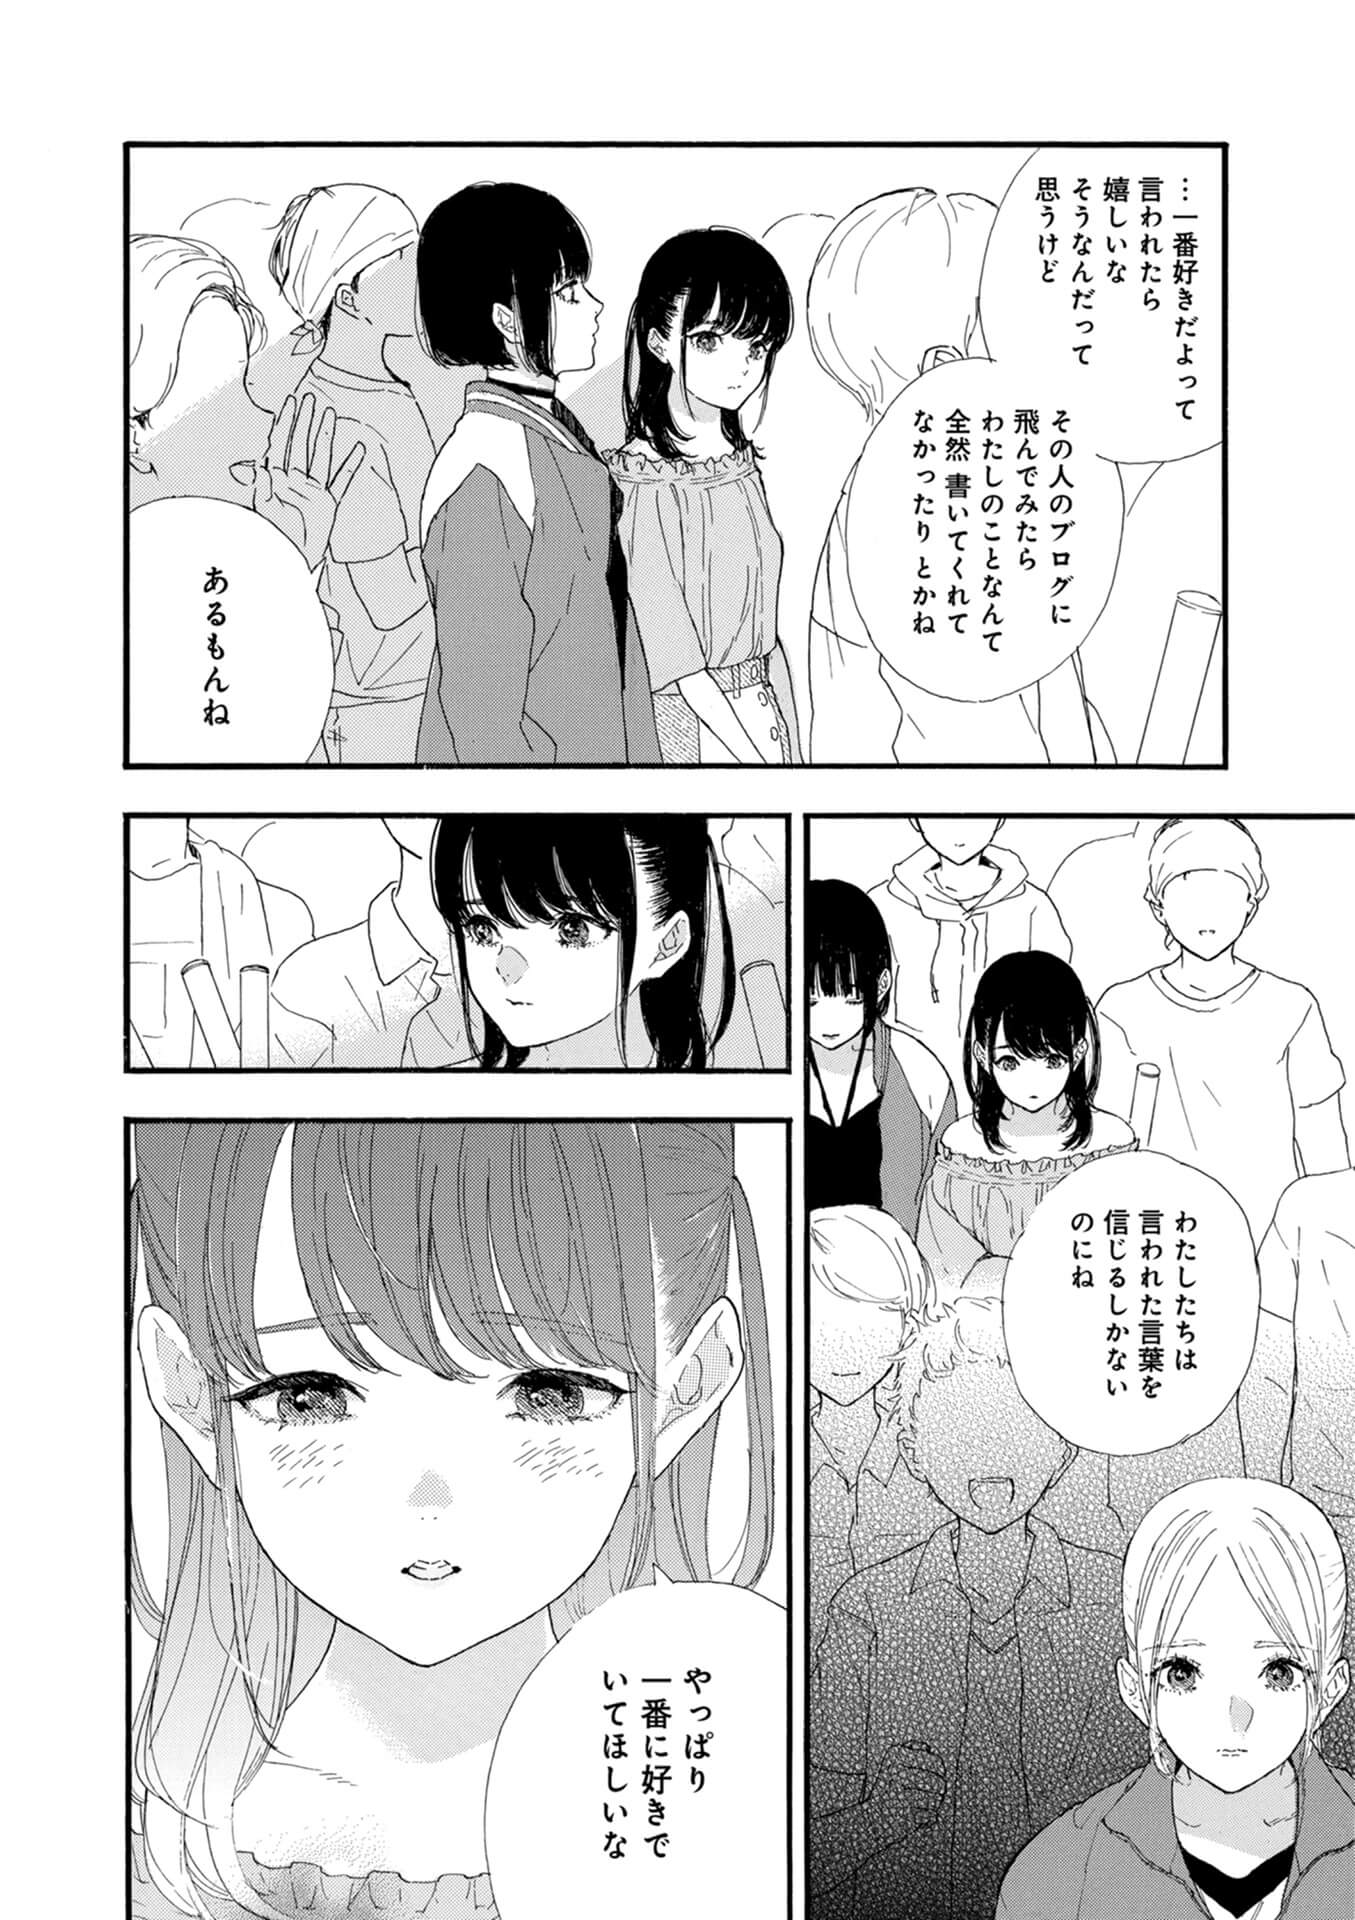 …一番好きだよって
言われたら
嬉しいな
そうなんだって
思うけど
その人のブログに
飛んでみたら
わたしのことなんて
全然 書いてくれて
なかったりとかね
あるもんね
わたしたちは
言われた言葉を
信じるしかない
のにね
やっぱり
一番に好きで
いてほしいな